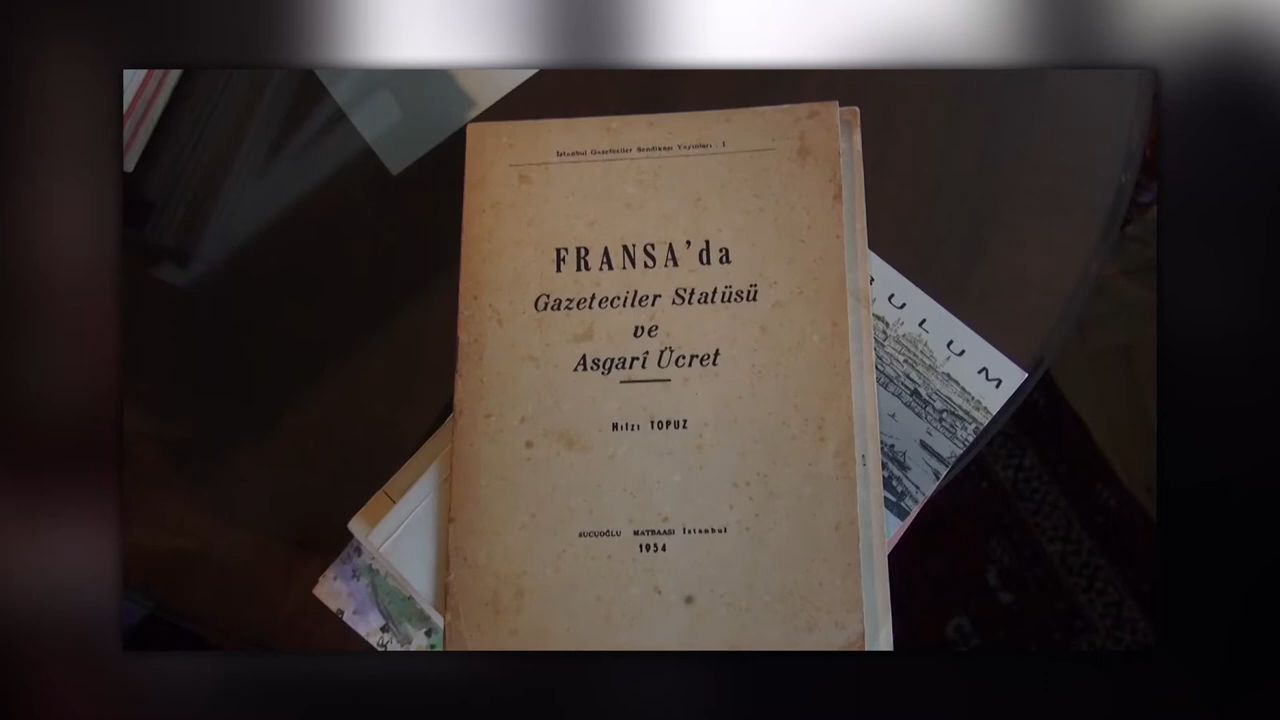 İstanbul Gazeteciler Sendikası Yayınları : 1
FRANSA'da
Gazeteciler Statüsü
ve
Asgarî Ücret
Hıfzı TOPUZ
SUCUOĞLU MATBAASI İstanbul
1954
ULUM